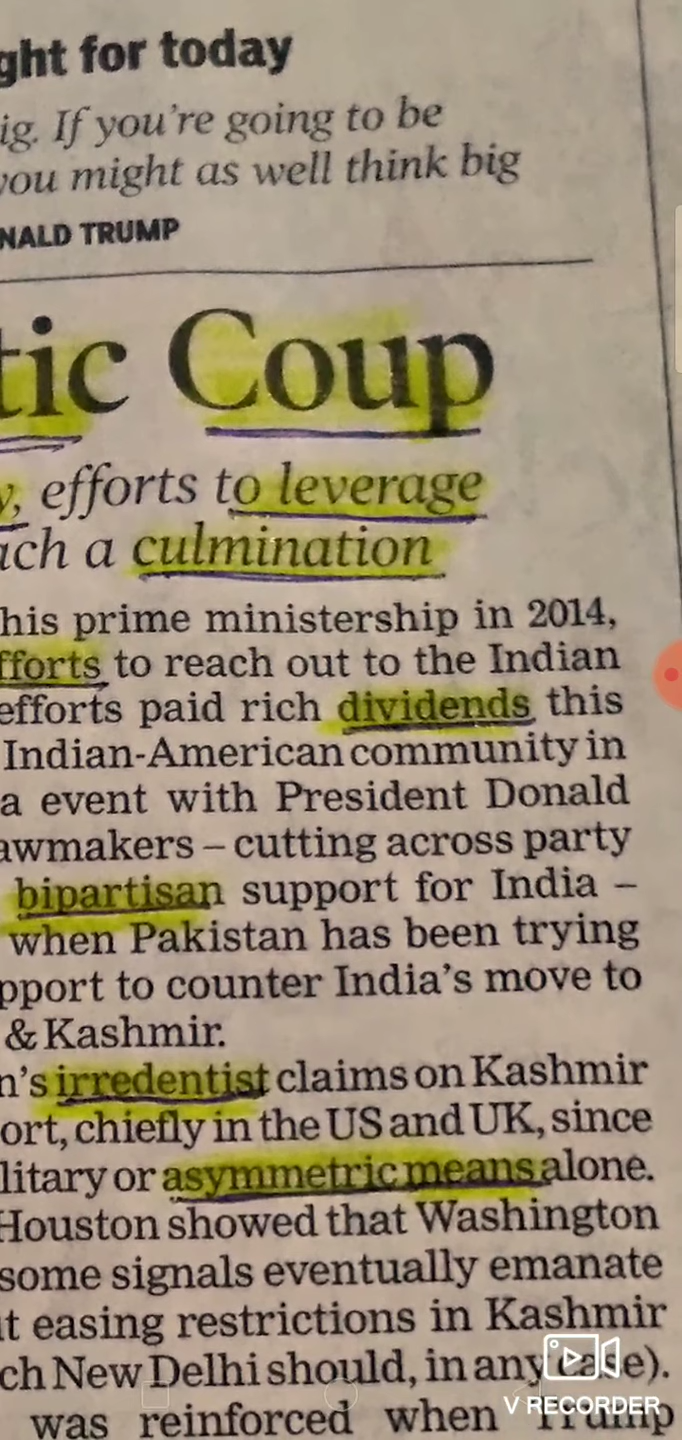 ght for today
ig. If you're going to be
you might as well think big
NALD TRUMP
tic Coup
y, efforts to leverage
ach a culmination
his prime ministership in 2014,
fforts to reach out to the Indian
efforts paid rich dividends this
Indian-American community in
a event with President Donald
awmakers – cutting across party
bipartisan support for India –
when Pakistan has been trying
pport to counter India's move to
& Kashmir.
n's irredentist claims on Kashmir
ort, chiefly in the US and UK, since
litary or asymmetric means alone.
Houston showed that Washington
some signals eventually emanate
t easing restrictions in Kashmir
ch New Delhi should, in any case).
was reinforced when Trump
V RECORDER